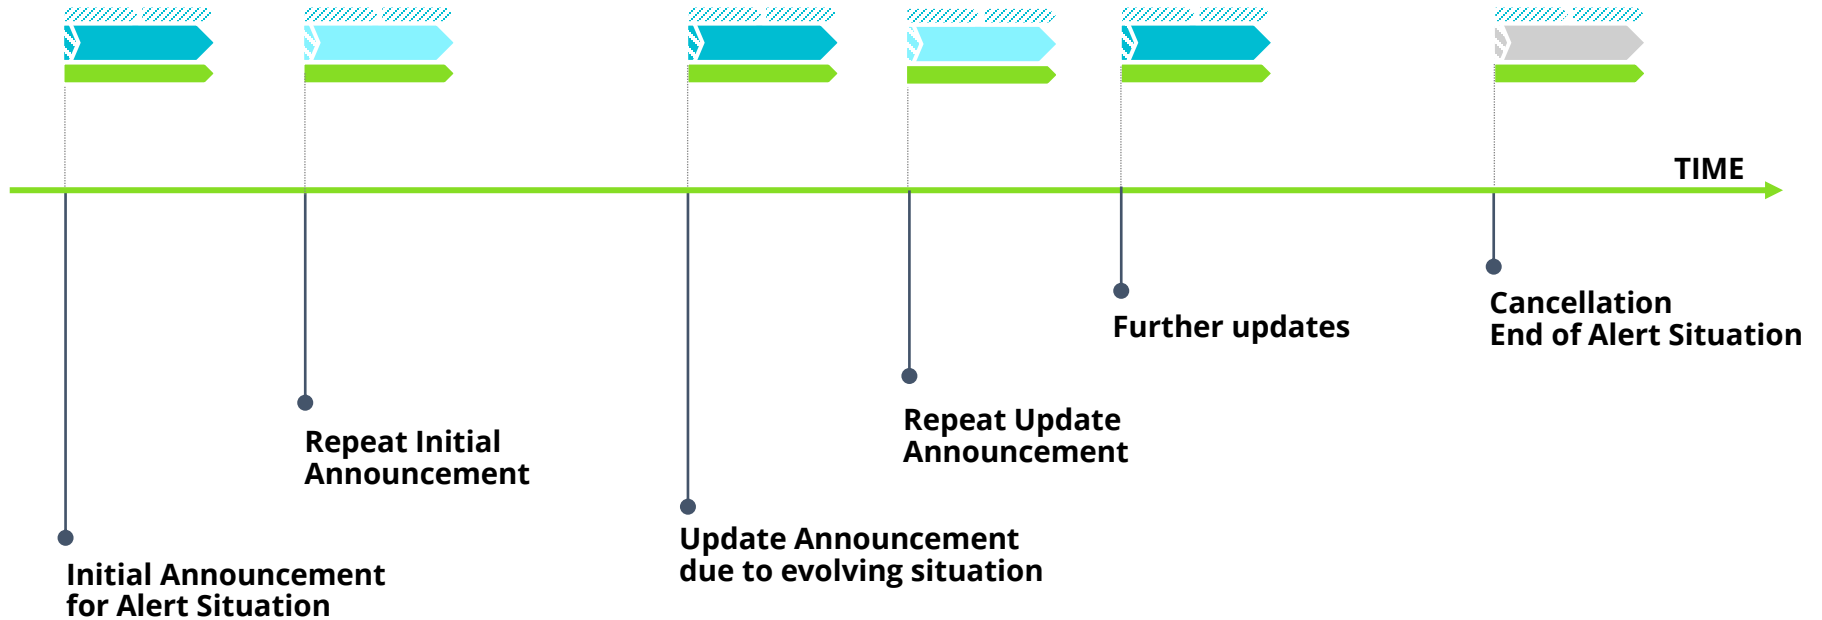 TIME
Initial Announcement
for Alert Situation
Repeat Initial
Announcement
Update Announcement
due to evolving situation
Repeat Update
Announcement
Further updates
Cancellation
End of Alert Situation